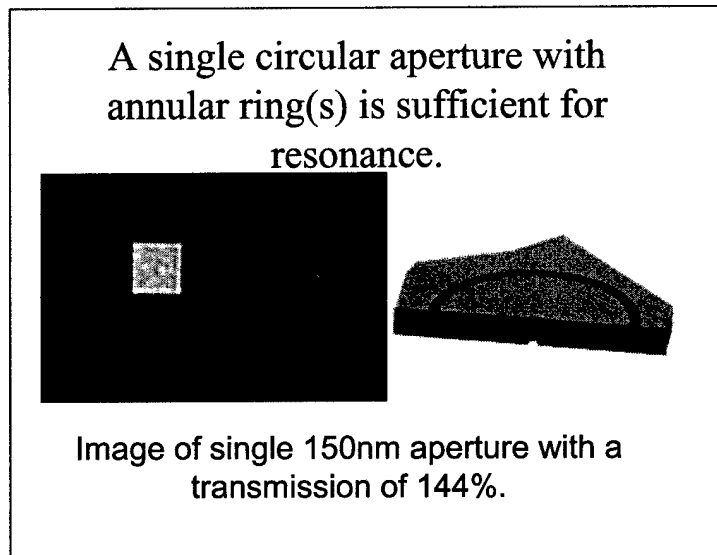 A single circular aperture with
annular ring(s) is sufficient for
resonance.
Image of single 150nm aperture with a
transmission of 144%.